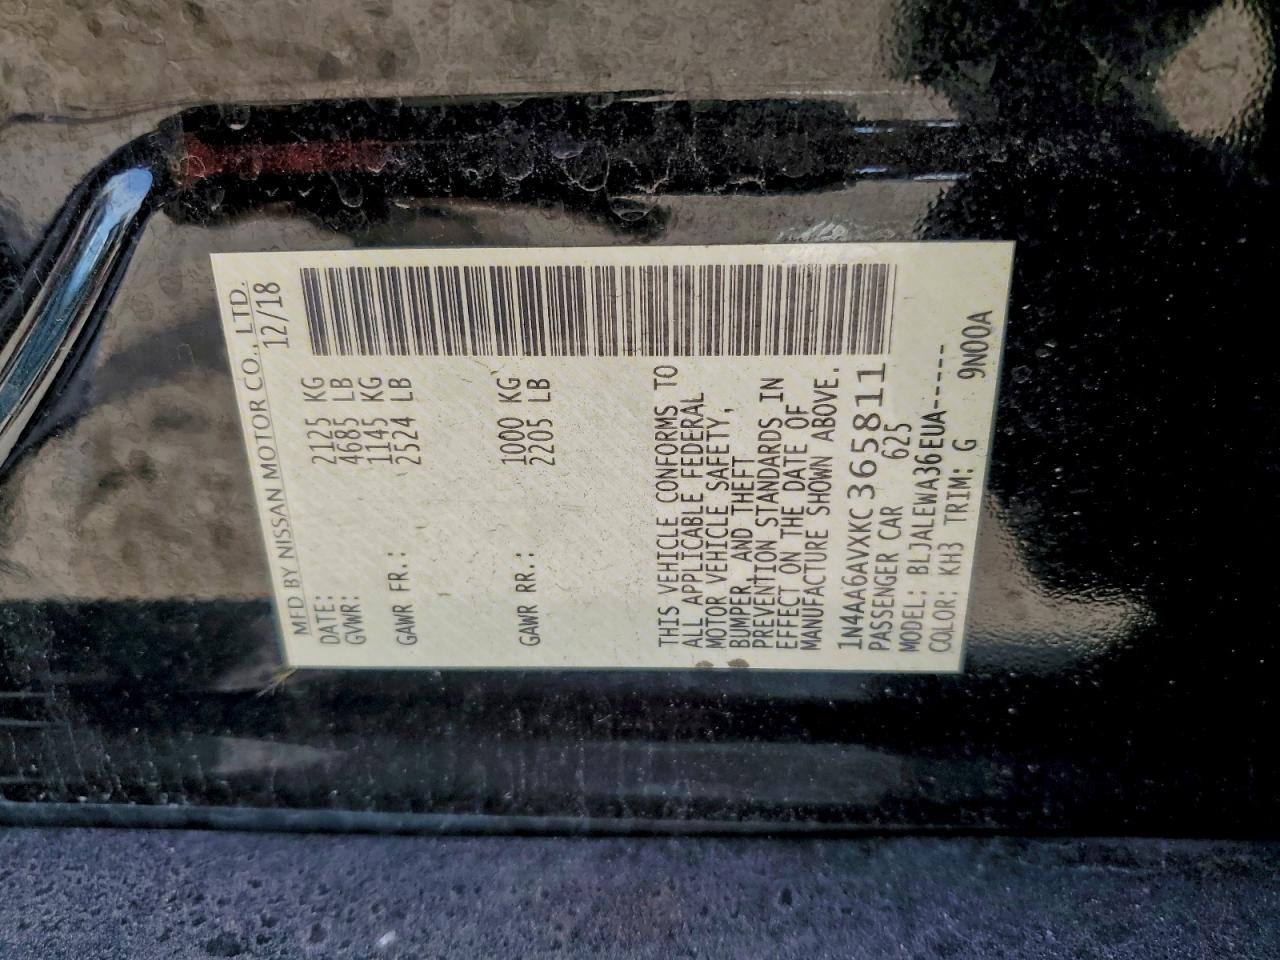 MFD BY NISSAN MOTOR CO., LTD.
DATE: 12/18
GVWR: 2125 KG
4685 LB
GAWR FR.: 1145 KG
2524 LB
GAWR RR.: 1000 KG
2205 LB
THIS VEHICLE CONFORMS TO
ALL APPLICABLE FEDERAL
MOTOR VEHICLE SAFETY,
BUMPER, AND THEFT
PREVENTION STANDARDS IN
EFFECT ON THE DATE OF
MANUFACTURE SHOWN ABOVE.
1N4AA6AVXKC365811
PASSENGER CAR 625
MODEL: BLJALEWA36EUA-----
COLOR: KH3 TRIM: G 9N00A